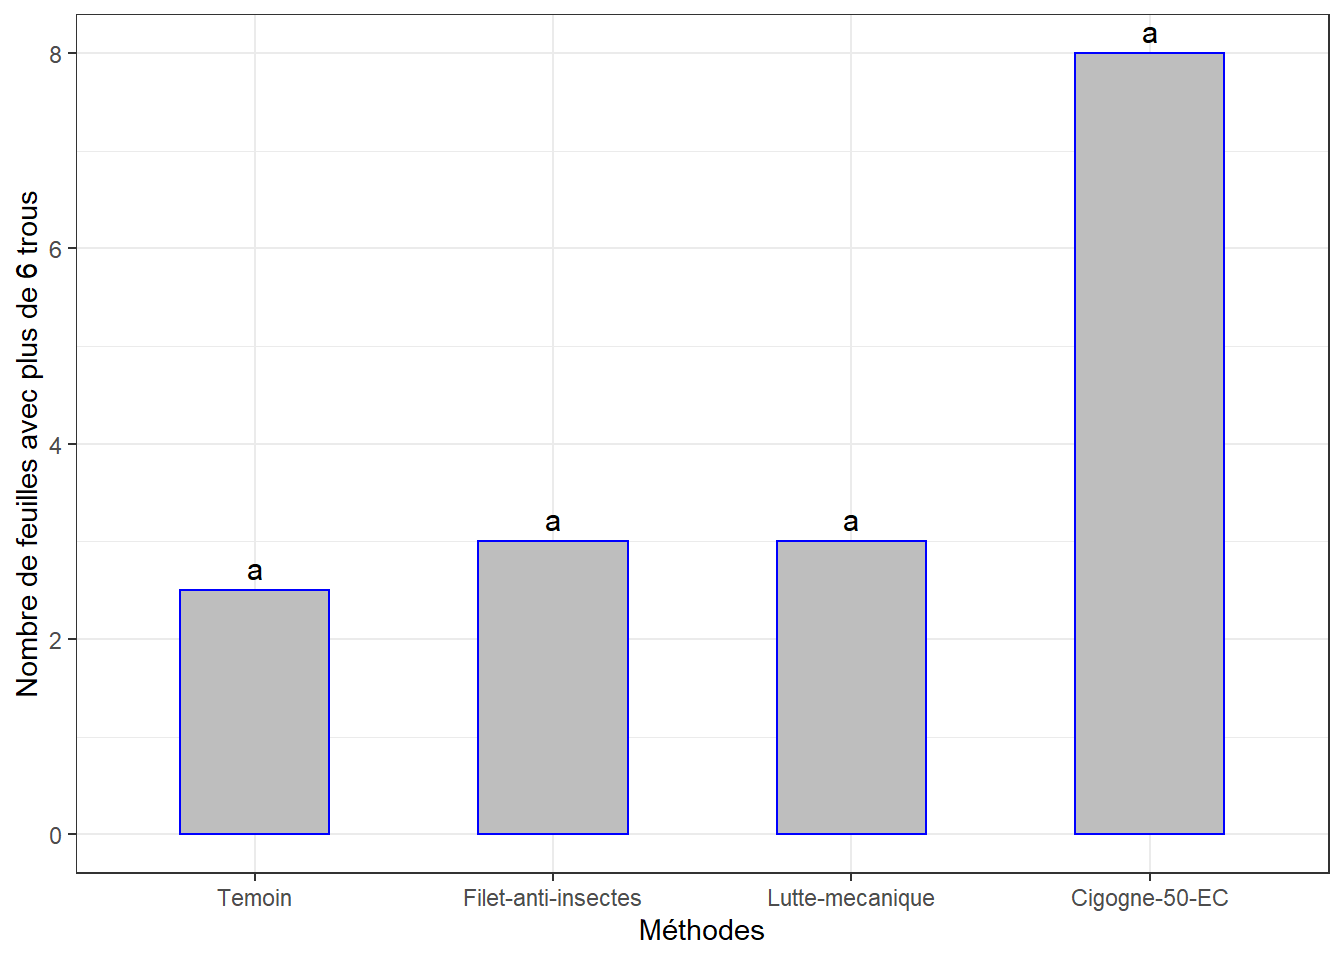 Nombre de feuilles avec plus de 6 trous
8
6
4
2
0
a
a
a
a
Temoin
Filet-anti-insectes
Lutte-mecanique
Cigogne-50-EC
Méthodes